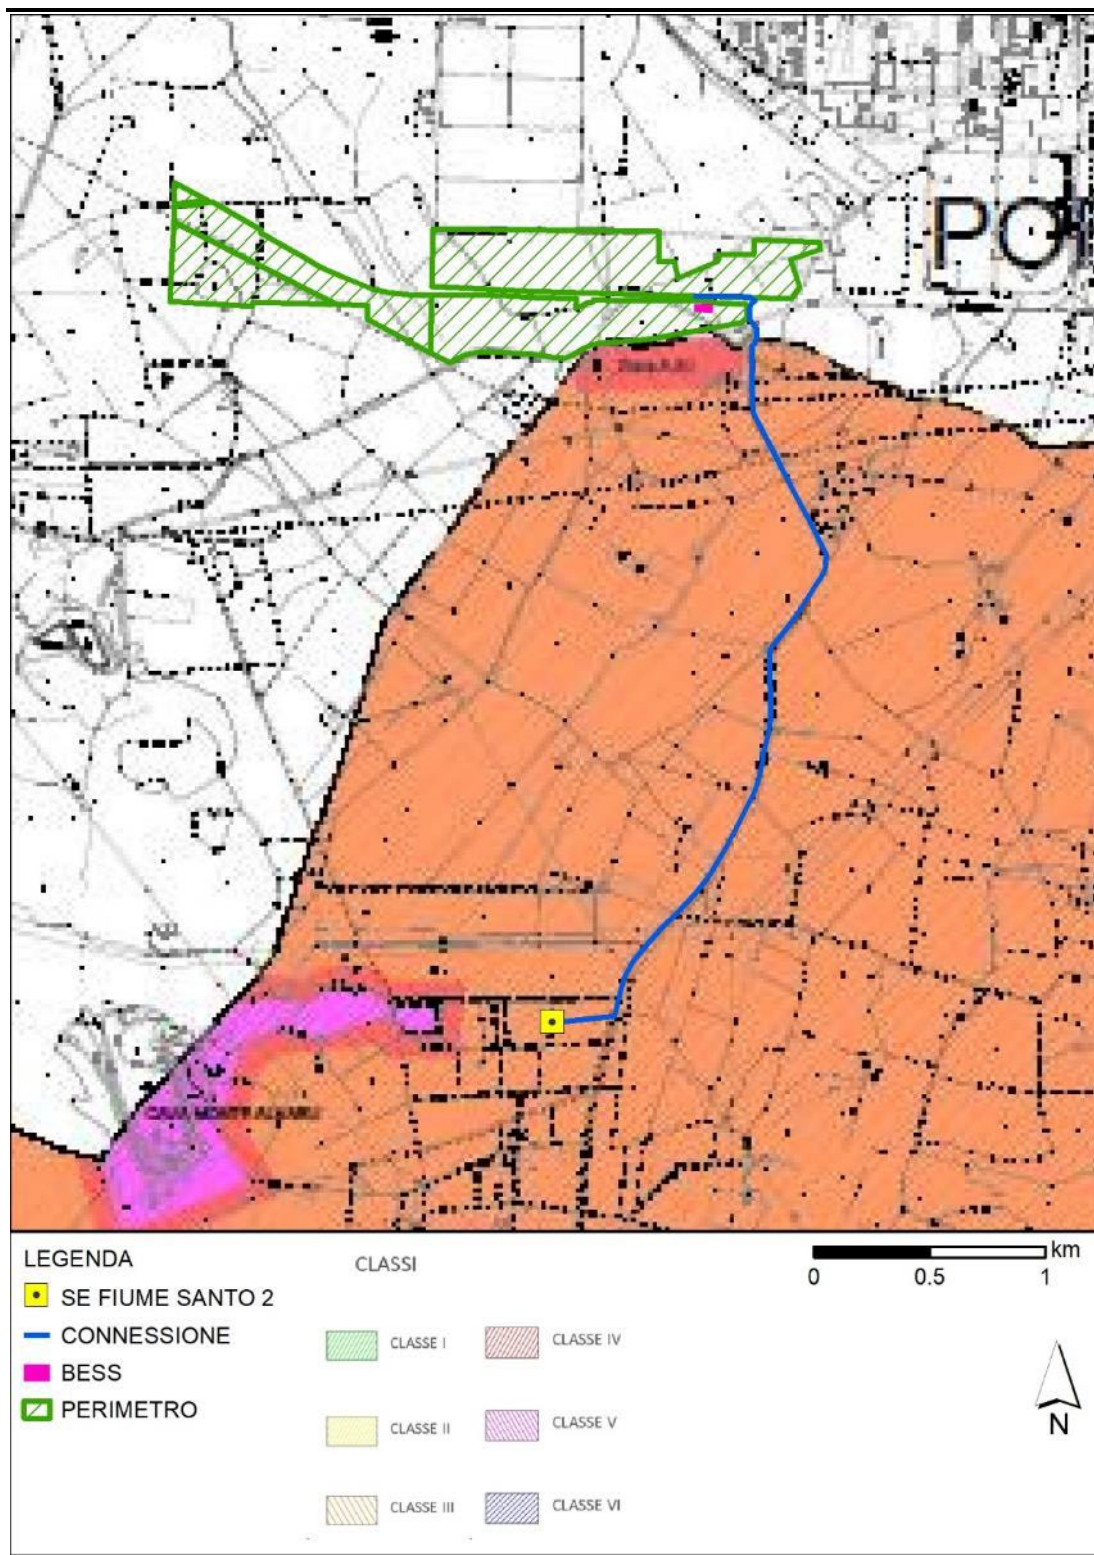 PO
LEGENDA
SE FIUME SANTO 2
CONNESSIONE
BESS
PERIMETRO
CLASSI
CLASSE I
CLASSE II
CLASSE III
CLASSE IV
CLASSE V
CLASSE VI
km
0 0.5 1
N